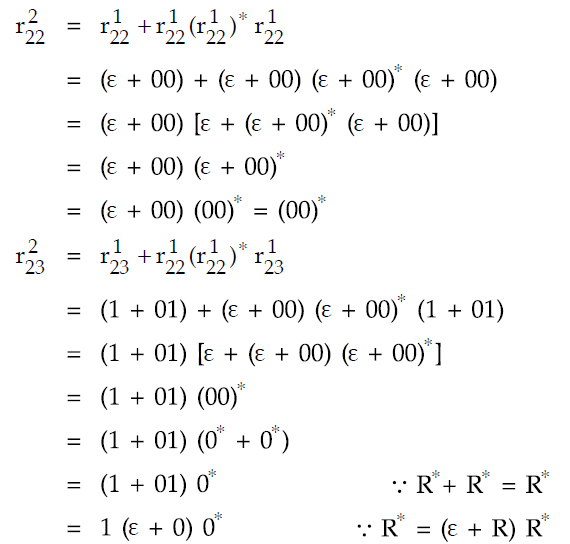 r²₂₂ = r¹₂₂ + r¹₂₂ (r¹₂₂)* r¹₂₂
= (ε + 00) + (ε + 00) (ε + 00)* (ε + 00)
= (ε + 00) [ε + (ε + 00)* (ε + 00)]
= (ε + 00) (ε + 00)*
= (ε + 00) (00)* = (00)*
r²₂₃ = r¹₂₃ + r¹₂₂ (r¹₂₂)* r¹₂₃
= (1 + 01) + (ε + 00) (ε + 00)* (1 + 01)
= (1 + 01) [ε + (ε + 00) (ε + 00)*]
= (1 + 01) (00)*
= (1 + 01) (0* + 0*)
= (1 + 01) 0* ∵ R* + R* = R*
= 1 (ε + 0) 0* ∵ R* = (ε + R) R*